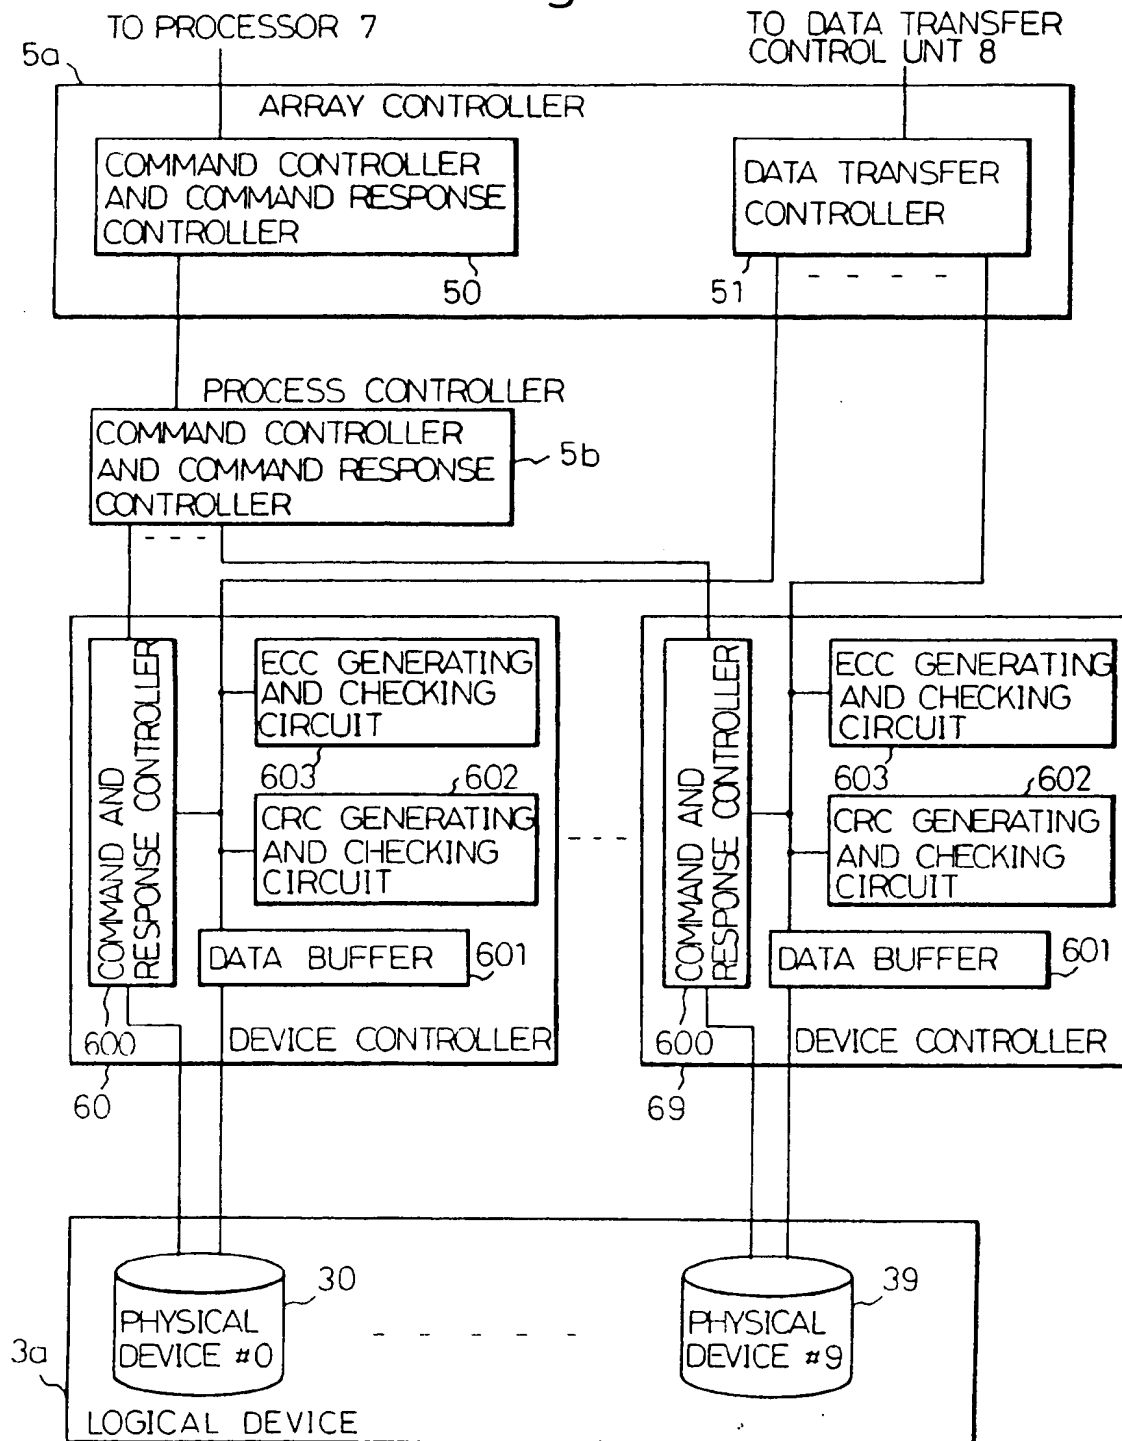 g
TO PROCESSOR 7
TO DATA TRANSFER
CONTROL UNT 8
5a
ARRAY CONTROLLER
COMMAND CONTROLLER
AND COMMAND RESPONSE
CONTROLLER
50
DATA TRANSFER
CONTROLLER
51
PROCESS CONTROLLER
COMMAND CONTROLLER
AND COMMAND RESPONSE
CONTROLLER
5b
COMMAND AND
RESPONSE CONTROLLER
ECC GENERATING
AND CHECKING
CIRCUIT
603
602
CRC GENERATING
AND CHECKING
CIRCUIT
DATA BUFFER
601
600
DEVICE CONTROLLER
60
COMMAND AND
RESPONSE CONTROLLER
ECC GENERATING
AND CHECKING
CIRCUIT
603
602
CRC GENERATING
AND CHECKING
CIRCUIT
DATA BUFFER
601
600
DEVICE CONTROLLER
69
30
PHYSICAL
DEVICE #0
39
PHYSICAL
DEVICE #9
3a
LOGICAL DEVICE